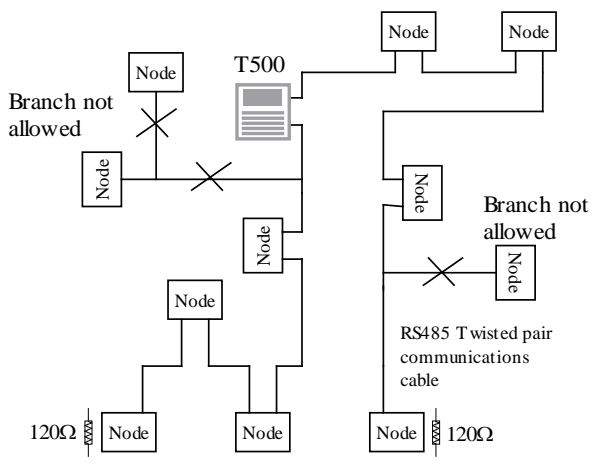 Node
Node
Node
T500
Branch not
allowed
Node
Node
Branch not
allowed
Node
Node
Node
RS485 Twisted pair
communications
cable
120Ω
Node
Node
Node
120Ω